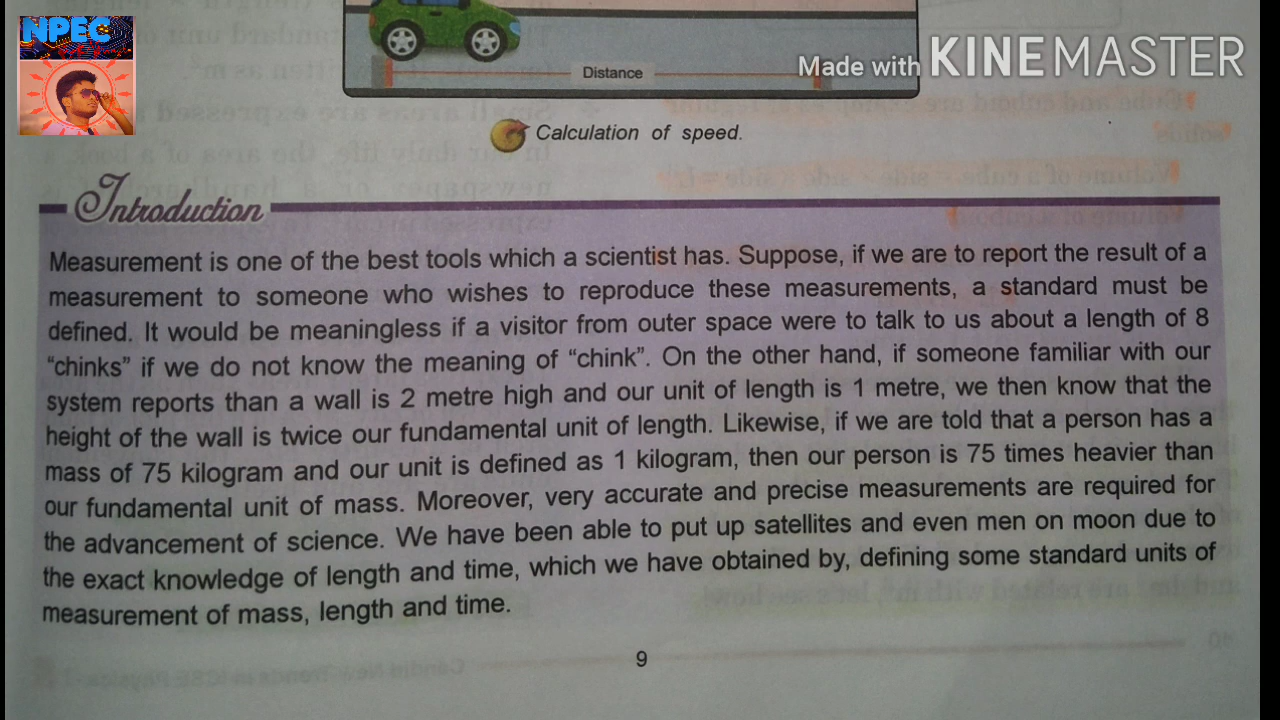 NPEC
Made with KINEMASTER
Distance
Calculation of speed.
Introduction
Measurement is one of the best tools which a scientist has. Suppose, if we are to report the result of a
measurement to someone who wishes to reproduce these measurements, a standard must be
defined. It would be meaningless if a visitor from outer space were to talk to us about a length of 8
“chinks” if we do not know the meaning of “chink”. On the other hand, if someone familiar with our
system reports than a wall is 2 metre high and our unit of length is 1 metre, we then know that the
height of the wall is twice our fundamental unit of length. Likewise, if we are told that a person has a
mass of 75 kilogram and our unit is defined as 1 kilogram, then our person is 75 times heavier than
our fundamental unit of mass. Moreover, very accurate and precise measurements are required for
the advancement of science. We have been able to put up satellites and even men on moon due to
the exact knowledge of length and time, which we have obtained by, defining some standard units of
measurement of mass, length and time.
9